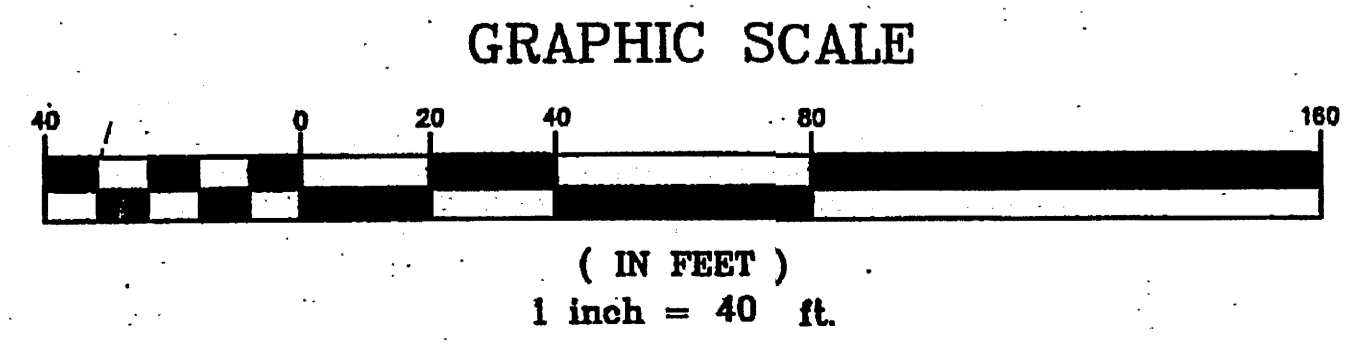 GRAPHIC SCALE
40 0 20 40 80 160
( IN FEET )
1 inch = 40 ft.